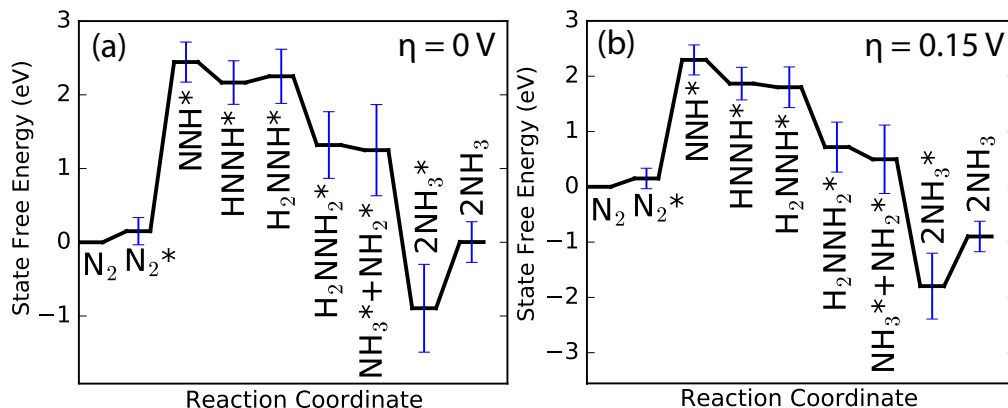 (a)
η = 0 V
State Free Energy (eV)
3
2
1
0
−1
N₂
N₂*
NNH*
HNNH*
H₂NNH*
H₂NNH₂*
NH₃*+NH₂*
2NH₃*
2NH₃
Reaction Coordinate
(b)
η = 0.15 V
State Free Energy (eV)
3
2
1
0
−1
−2
−3
N₂
N₂*
NNH*
HNNH*
H₂NNH*
H₂NNH₂*
NH₃*+NH₂*
2NH₃*
2NH₃
Reaction Coordinate